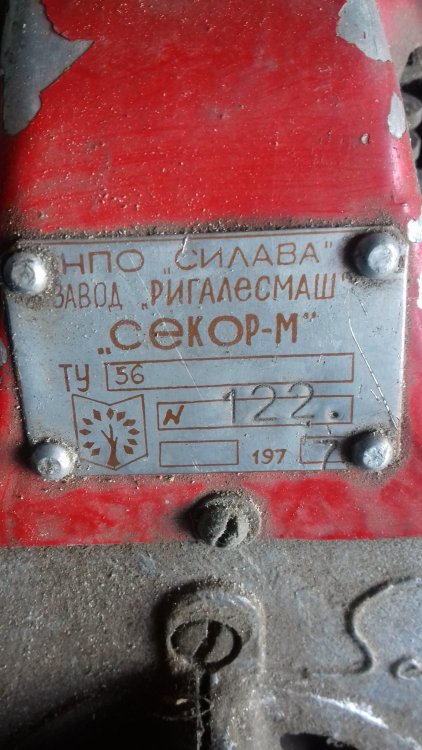 НПО „СИЛАВА"
ЗАВОД „РИГАЛЕСМАШ"
„СЕКОР-М"
ТУ 56
N 122.
197 7